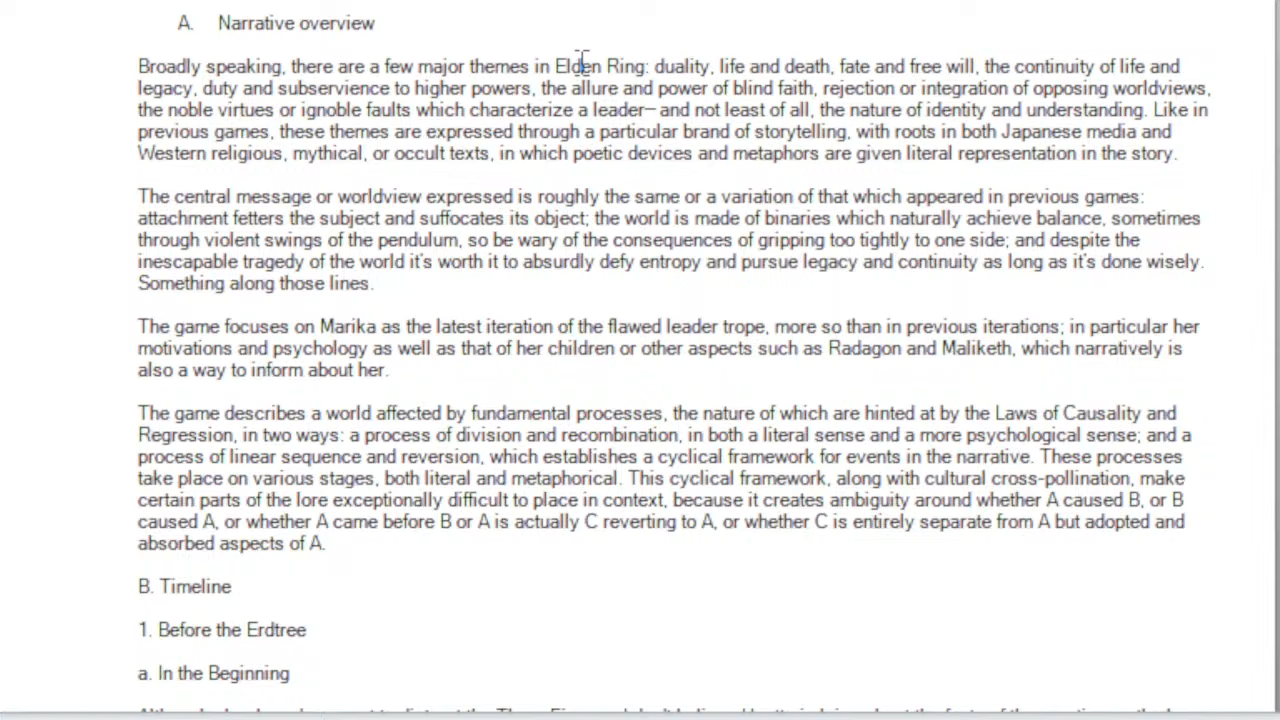 A. Narrative overview
Broadly speaking, there are a few major themes in Elden Ring: duality, life and death, fate and free will, the continuity of life and
legacy, duty and subservience to higher powers, the allure and power of blind faith, rejection or integration of opposing worldviews,
the noble virtues or ignoble faults which characterize a leader—and not least of all, the nature of identity and understanding. Like in
previous games, these themes are expressed through a particular brand of storytelling, with roots in both Japanese media and
Western religious, mythical, or occult texts, in which poetic devices and metaphors are given literal representation in the story.
The central message or worldview expressed is roughly the same or a variation of that which appeared in previous games:
attachment fetters the subject and suffocates its object; the world is made of binaries which naturally achieve balance, sometimes
through violent swings of the pendulum, so be wary of the consequences of gripping too tightly to one side; and despite the
inescapable tragedy of the world it's worth it to absurdly defy entropy and pursue legacy and continuity as long as it's done wisely.
Something along those lines.
The game focuses on Marika as the latest iteration of the flawed leader trope, more so than in previous iterations; in particular her
motivations and psychology as well as that of her children or other aspects such as Radagon and Maliketh, which narratively is
also a way to inform about her.
The game describes a world affected by fundamental processes, the nature of which are hinted at by the Laws of Causality and
Regression, in two ways: a process of division and recombination, in both a literal sense and a more psychological sense; and a
process of linear sequence and reversion, which establishes a cyclical framework for events in the narrative. These processes
take place on various stages, both literal and metaphorical. This cyclical framework, along with cultural cross-pollination, make
certain parts of the lore exceptionally difficult to place in context, because it creates ambiguity around whether A caused B, or B
caused A, or whether A came before B or A is actually C reverting to A, or whether C is entirely separate from A but adopted and
absorbed aspects of A.
B. Timeline
1. Before the Erdtree
a. In the Beginning